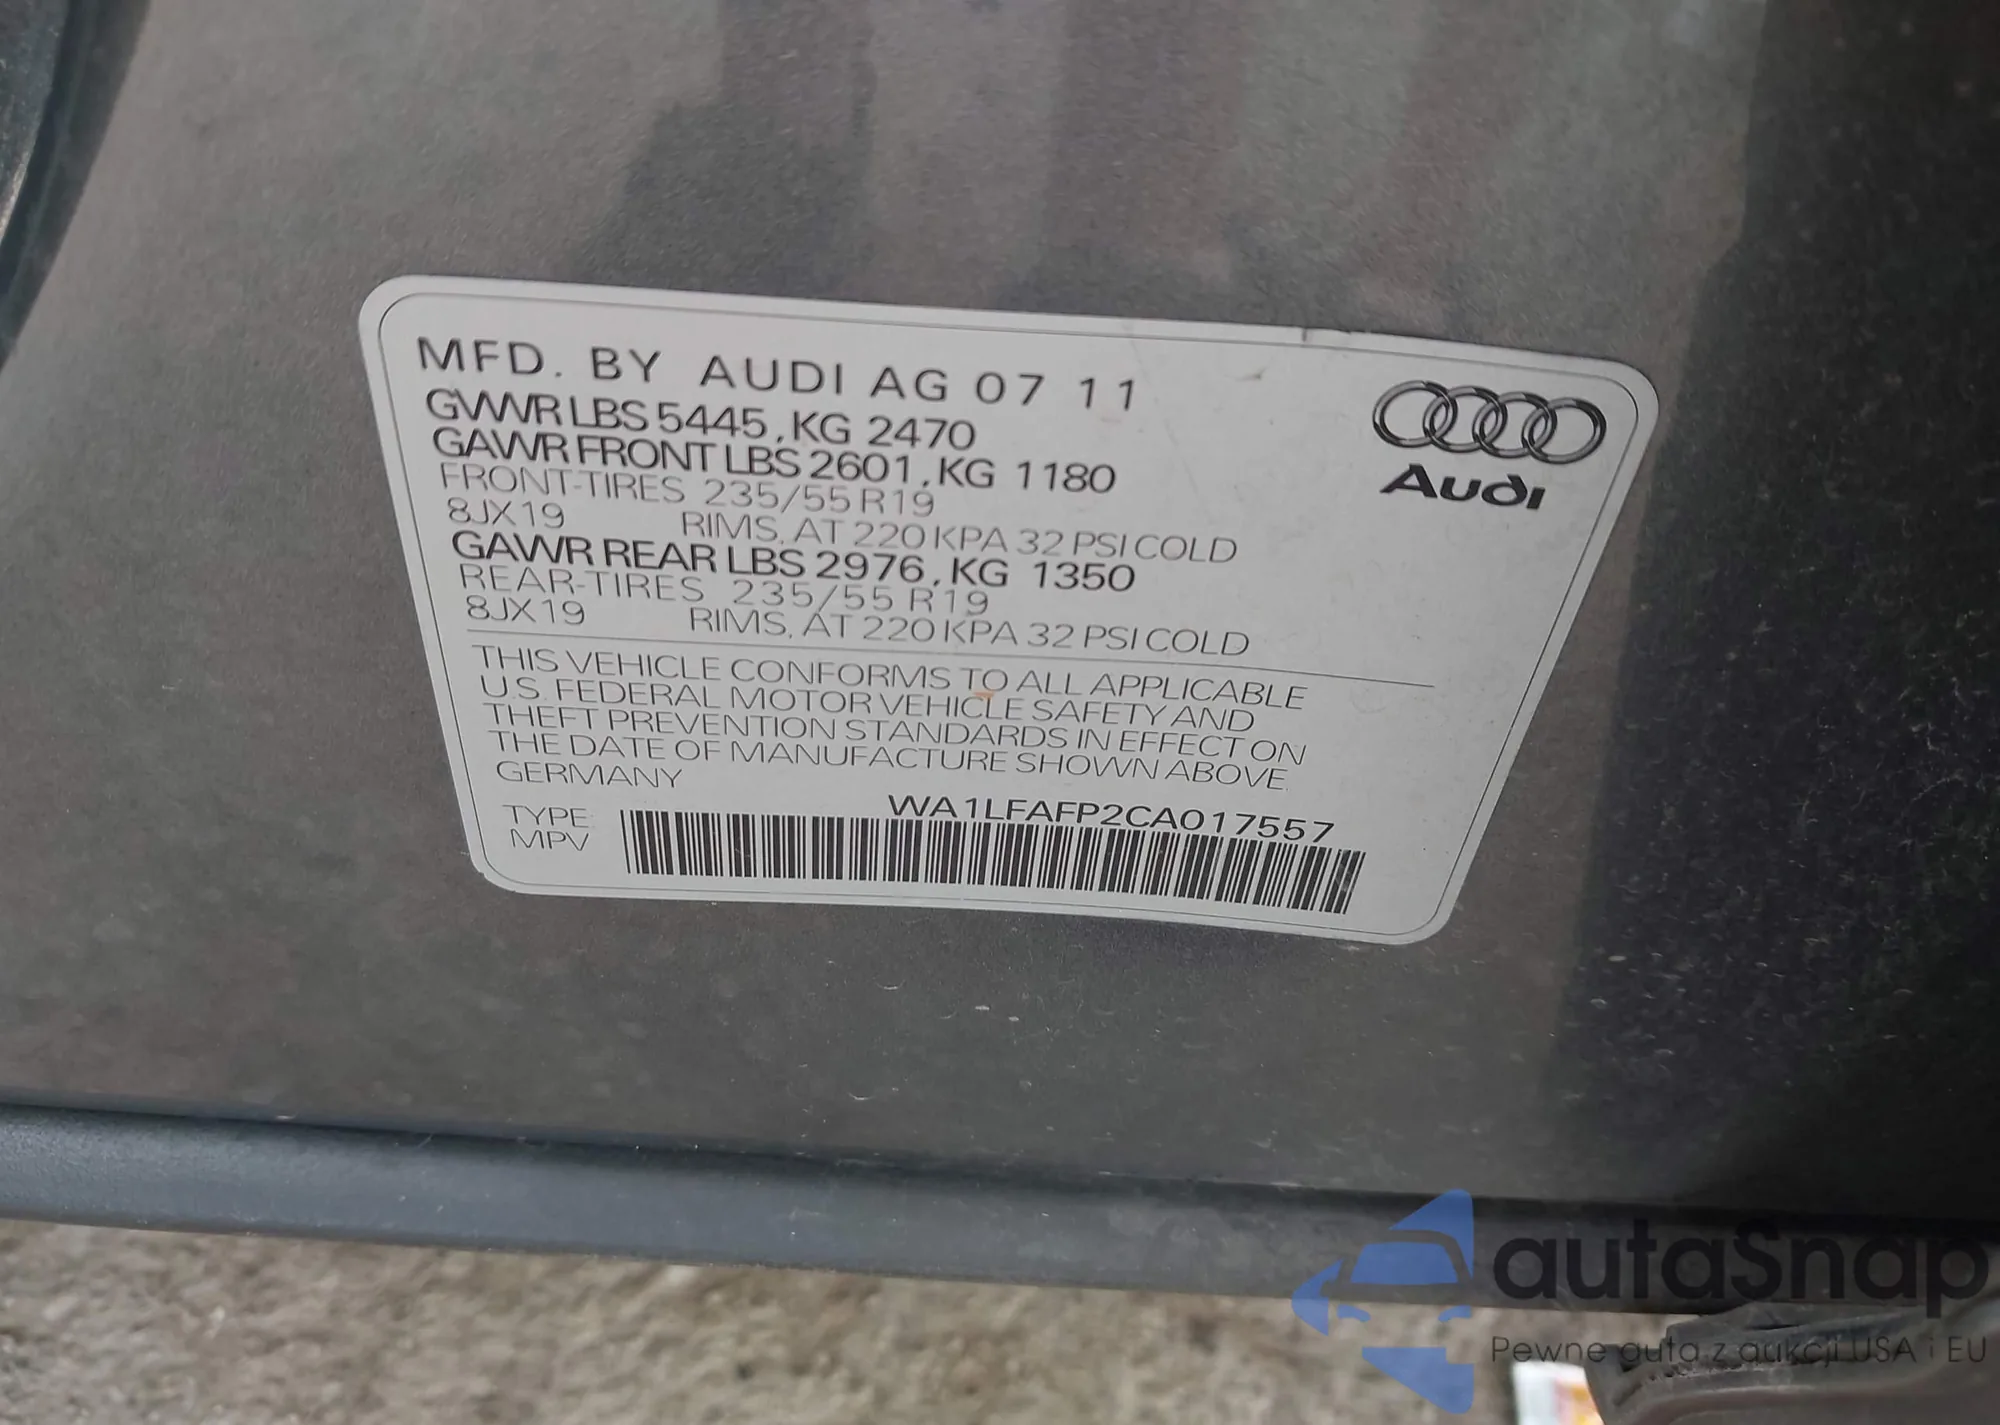 MFD. BY AUDI AG 07 11
GVWR LBS 5445, KG 2470
GAWR FRONT LBS 2601, KG 1180
FRONT-TIRES 235/55 R19
8JX19 RIMS, AT 220 KPA 32 PSI COLD
GAWR REAR LBS 2976, KG 1350
REAR-TIRES 235/55 R19
8JX19 RIMS, AT 220 KPA 32 PSI COLD
Audi
THIS VEHICLE CONFORMS TO ALL APPLICABLE
U.S. FEDERAL MOTOR VEHICLE SAFETY AND
THEFT PREVENTION STANDARDS IN EFFECT ON
THE DATE OF MANUFACTURE SHOWN ABOVE.
GERMANY
WA1LFAFP2CA017557
TYPE:
MPV
autaSnap
Pewne auta z aukcji USA i EU